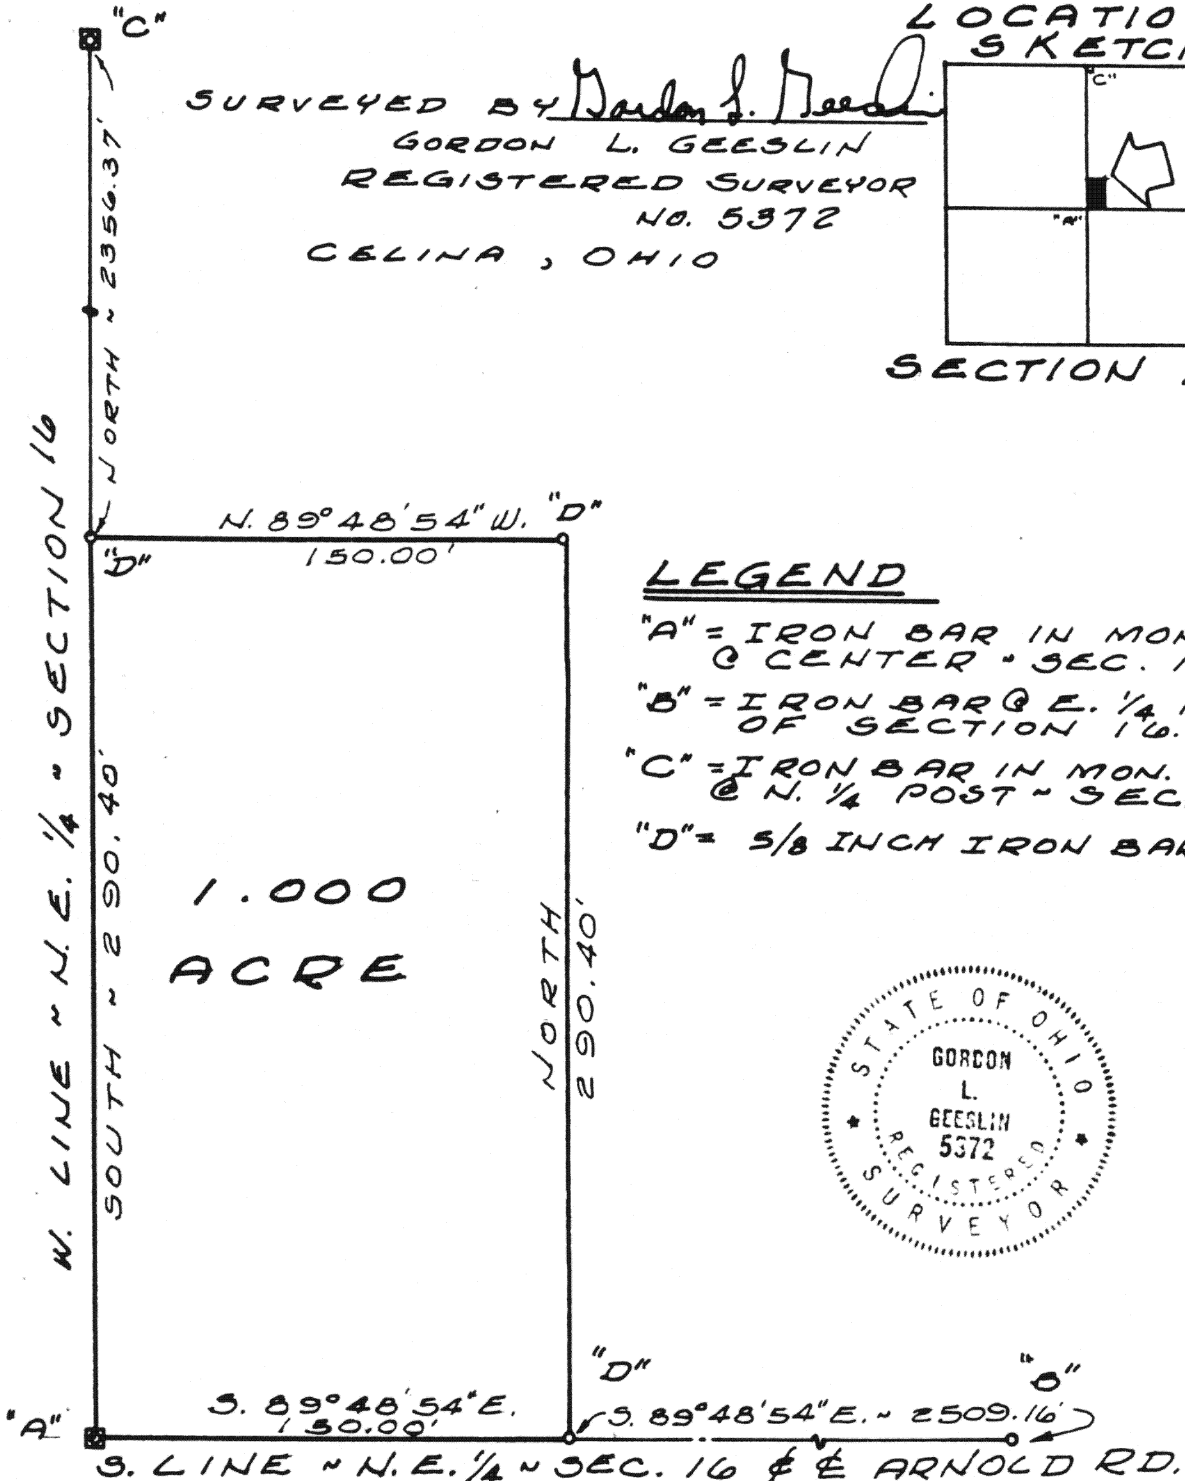 "C"
LOCATIO
SKETC
SURVEYED BY Gordon L. Geeslin
GORDON L. GEESLIN
REGISTERED SURVEYOR
NO. 5372
CELINA, OHIO
"C"
"A"
SECTION
NORTH ~ 2356.37'
W. LINE ~ N.E. 1/4 ~ SECTION 16
N. 89° 48' 54" W.
150.00'
"D"
"D"
LEGEND
"A" = IRON BAR IN MON
@ CENTER ~ SEC. 1
"B" = IRON BAR @ E. 1/4
OF SECTION 16.
"C" = IRON BAR IN MON.
@ N. 1/4 POST ~ SEC.
"D" = 5/8 INCH IRON BAR
SOUTH ~ 290.40'
1.000
ACRE
NORTH
290.40'
STATE OF OHIO
GORDON
L.
GEESLIN
5372
REGISTERED
SURVEYOR
"D"
"B"
"A"
S. 89° 48' 54" E.
150.00'
S. 89° 48' 54" E. ~ 2509.16'
S. LINE ~ N.E. 1/4 ~ SEC. 16 & ℄ ARNOLD RD.